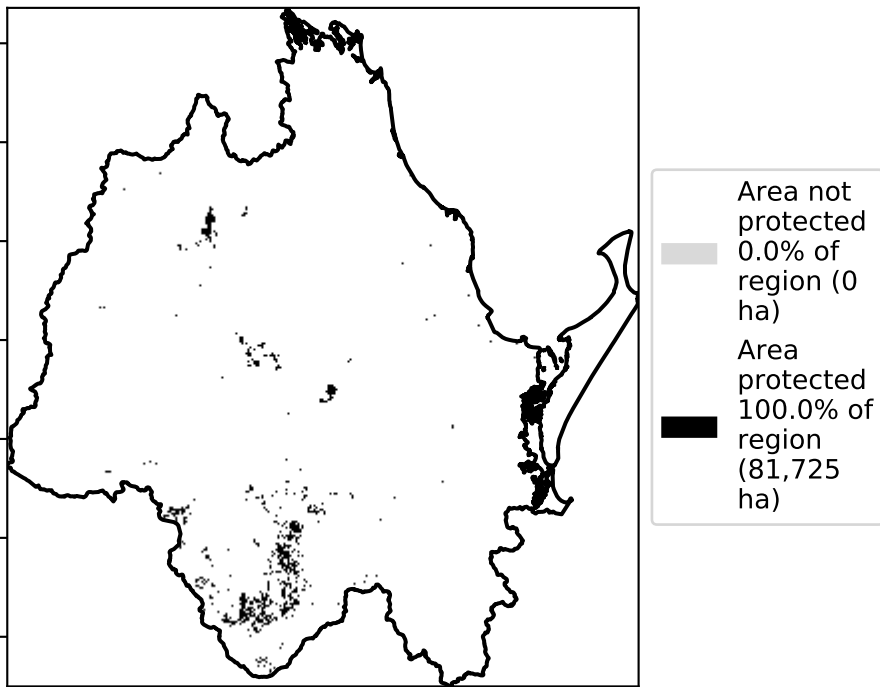 Area not
protected
0.0% of
region (0
ha)
Area
protected
100.0% of
region
(81,725
ha)